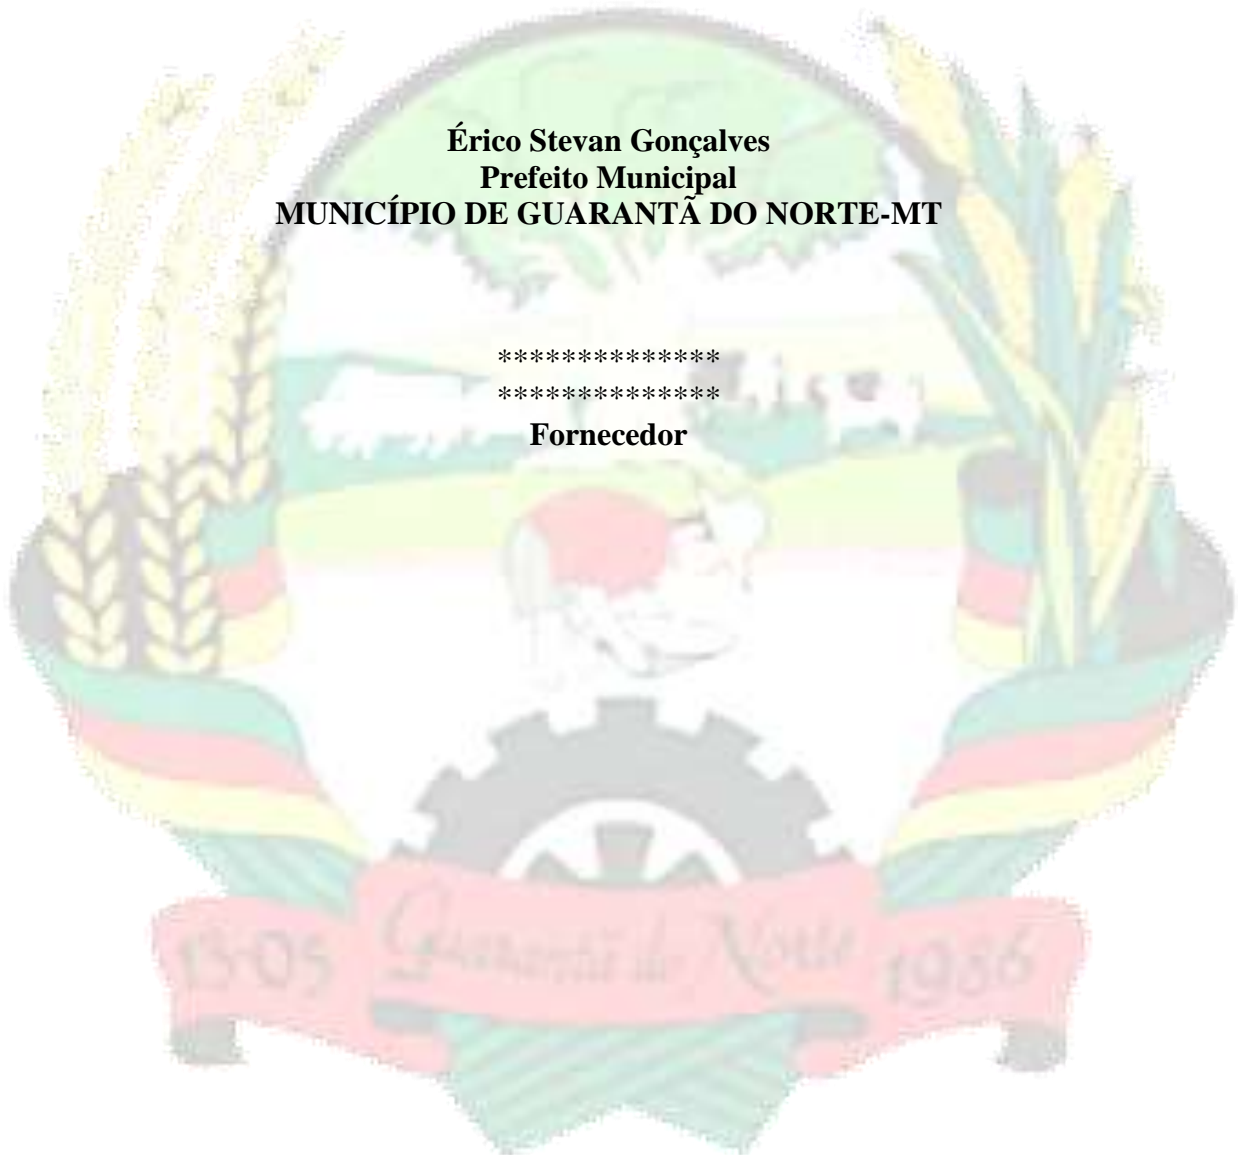 Érico Stevan Gonçalves
Prefeito Municipal
MUNICÍPIO DE GUARANTÃ DO NORTE-MT
**************
**************
Fornecedor
13-05 Guarantã do Norte 1986